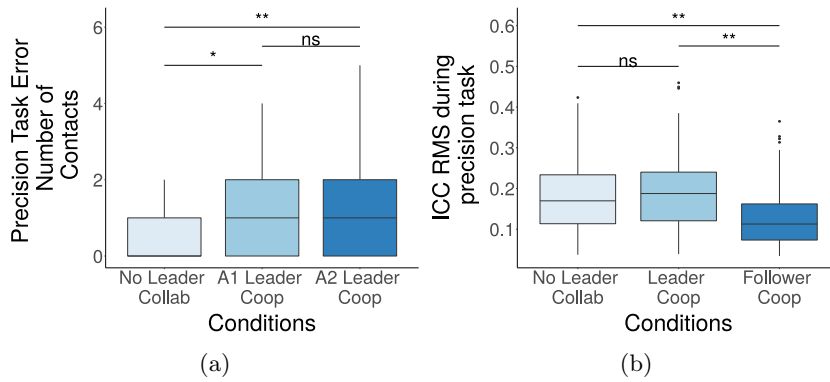 Precision Task Error
Number of
Contacts
6
4
2
0
**
*
ns
No Leader
Collab
A1 Leader
Coop
A2 Leader
Coop
Conditions
(a)
ICC RMS during
precision task
0.6
0.5
0.4
0.3
0.2
0.1
**
ns
**
No Leader
Collab
Leader
Coop
Follower
Coop
Conditions
(b)